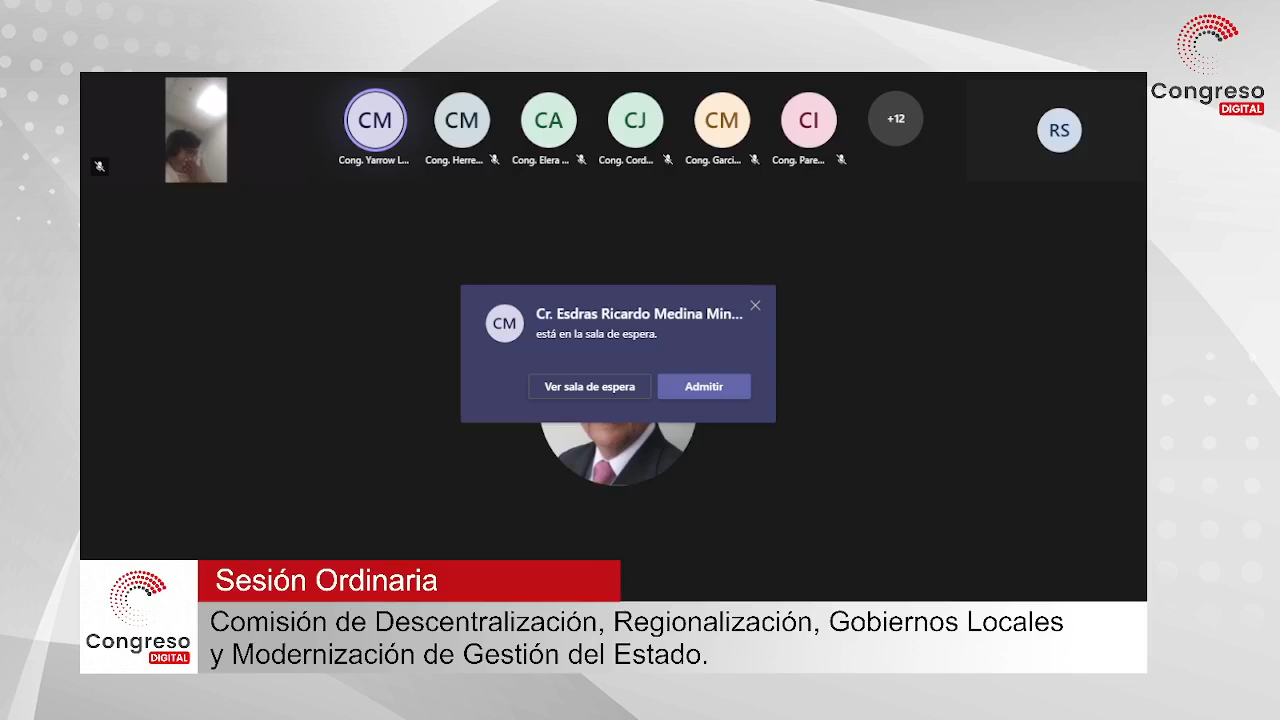 Congreso
DIGITAL
CM
CM
CA
CJ
CM
CI
+12
RS
Cong. Yarrow L...
Cong. Herre...
Cong. Elera ...
Cong. Cord...
Cong. Garci...
Cong. Pare...
CM
Cr. Esdras Ricardo Medina Min...
está en la sala de espera.
Ver sala de espera
Admitir
Sesión Ordinaria
Congreso
DIGITAL
Comisión de Descentralización, Regionalización, Gobiernos Locales
y Modernización de Gestión del Estado.